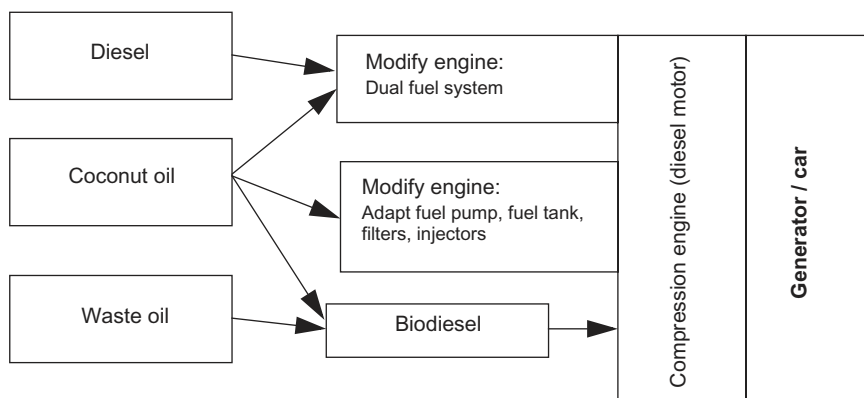 Diesel
Modify engine:
Dual fuel system
Coconut oil
Modify engine:
Adapt fuel pump, fuel tank,
filters, injectors
Waste oil
Biodiesel
Compression engine (diesel motor)
Generator / car